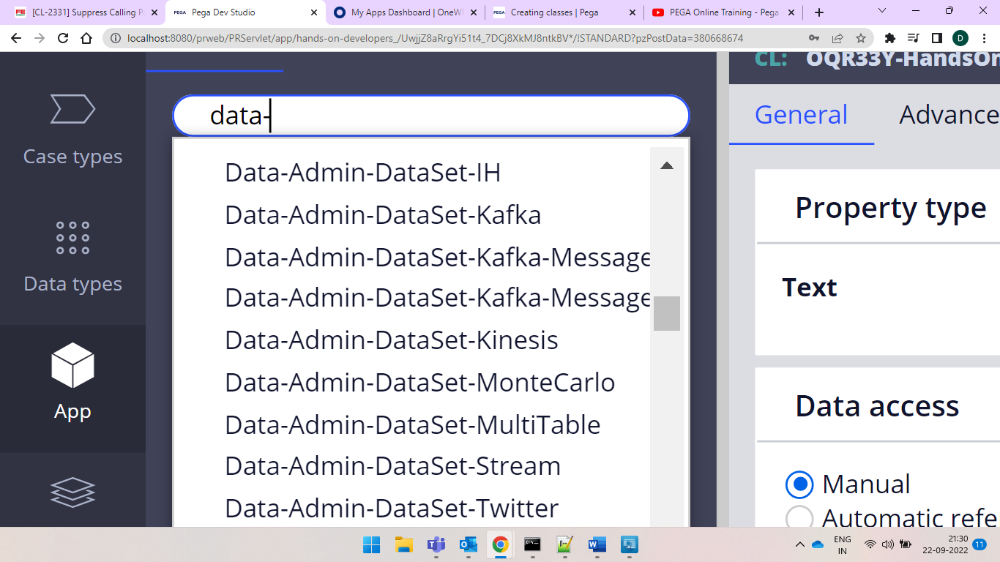 [CL-2331] Suppress Calling P
Pega Dev Studio
My Apps Dashboard | OneW
PEGA Creating classes | Pega
PEGA Online Training - Pega
localhost:8080/prweb/PRServlet/app/hands-on-developers_/UwjjZ8aRrgYi51t4_7DCj8XkMJ8ntkBV*/!STANDARD?pzPostData=380668674
D
CL: OQR33Y-HandsOn
Case types
Data types
App
data-
Data-Admin-DataSet-IH
Data-Admin-DataSet-Kafka
Data-Admin-DataSet-Kafka-Message
Data-Admin-DataSet-Kafka-Message
Data-Admin-DataSet-Kinesis
Data-Admin-DataSet-MonteCarlo
Data-Admin-DataSet-MultiTable
Data-Admin-DataSet-Stream
Data-Admin-DataSet-Twitter
General
Advance
Property type
Text
Data access
Manual
Automatic refe
ENG
IN
21:30
22-09-2022
11